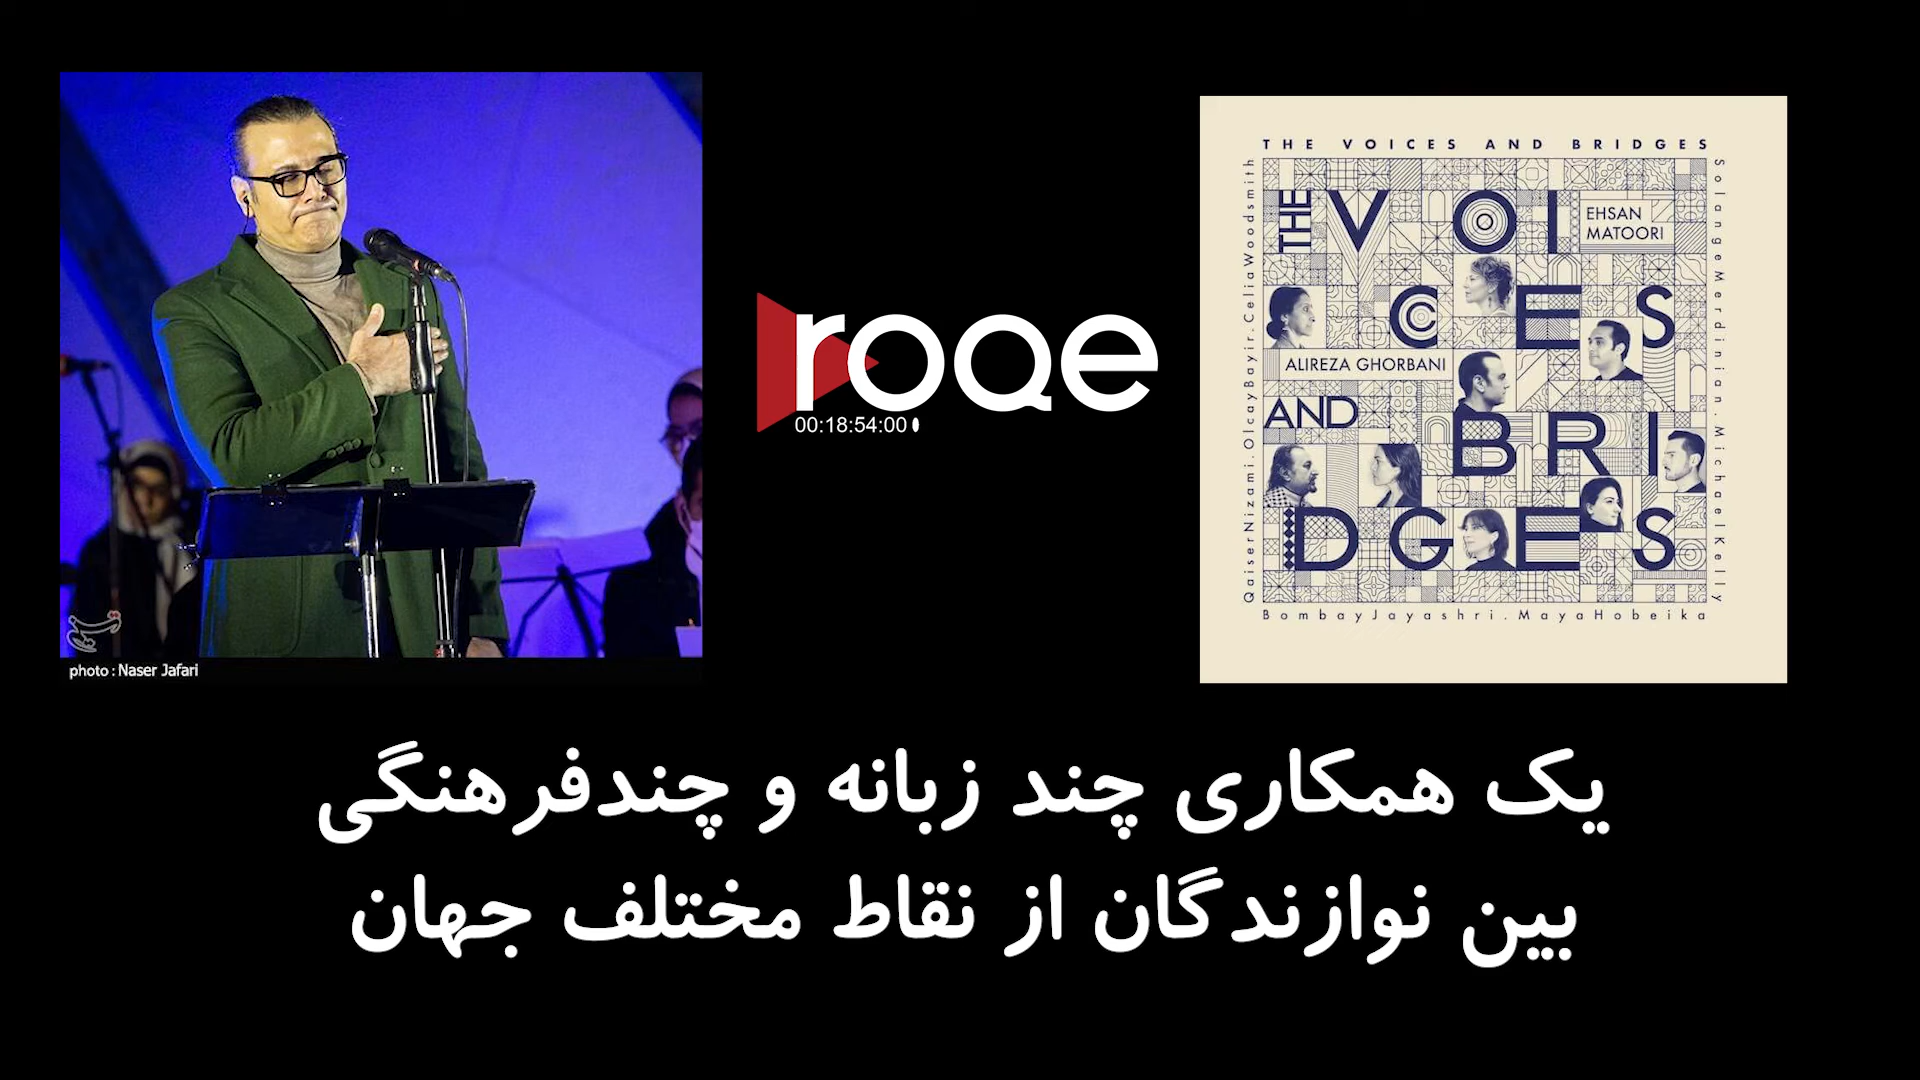 photo : Naser Jafari
roqe
00:18:54:00
THE VOICES AND BRIDGES
THE VOICES AND BRIDGES
EHSAN MATOORI
ALIREZA GHORBANI
QaiserNizami.OlcayBayir.CeliaWoodsmith
SolangeMerdinian.MichaelKelly
BombayJayashri.MayaHobeika
یک همکاری چند زبانه و چندفرهنگی
بین نوازندگان از نقاط مختلف جهان